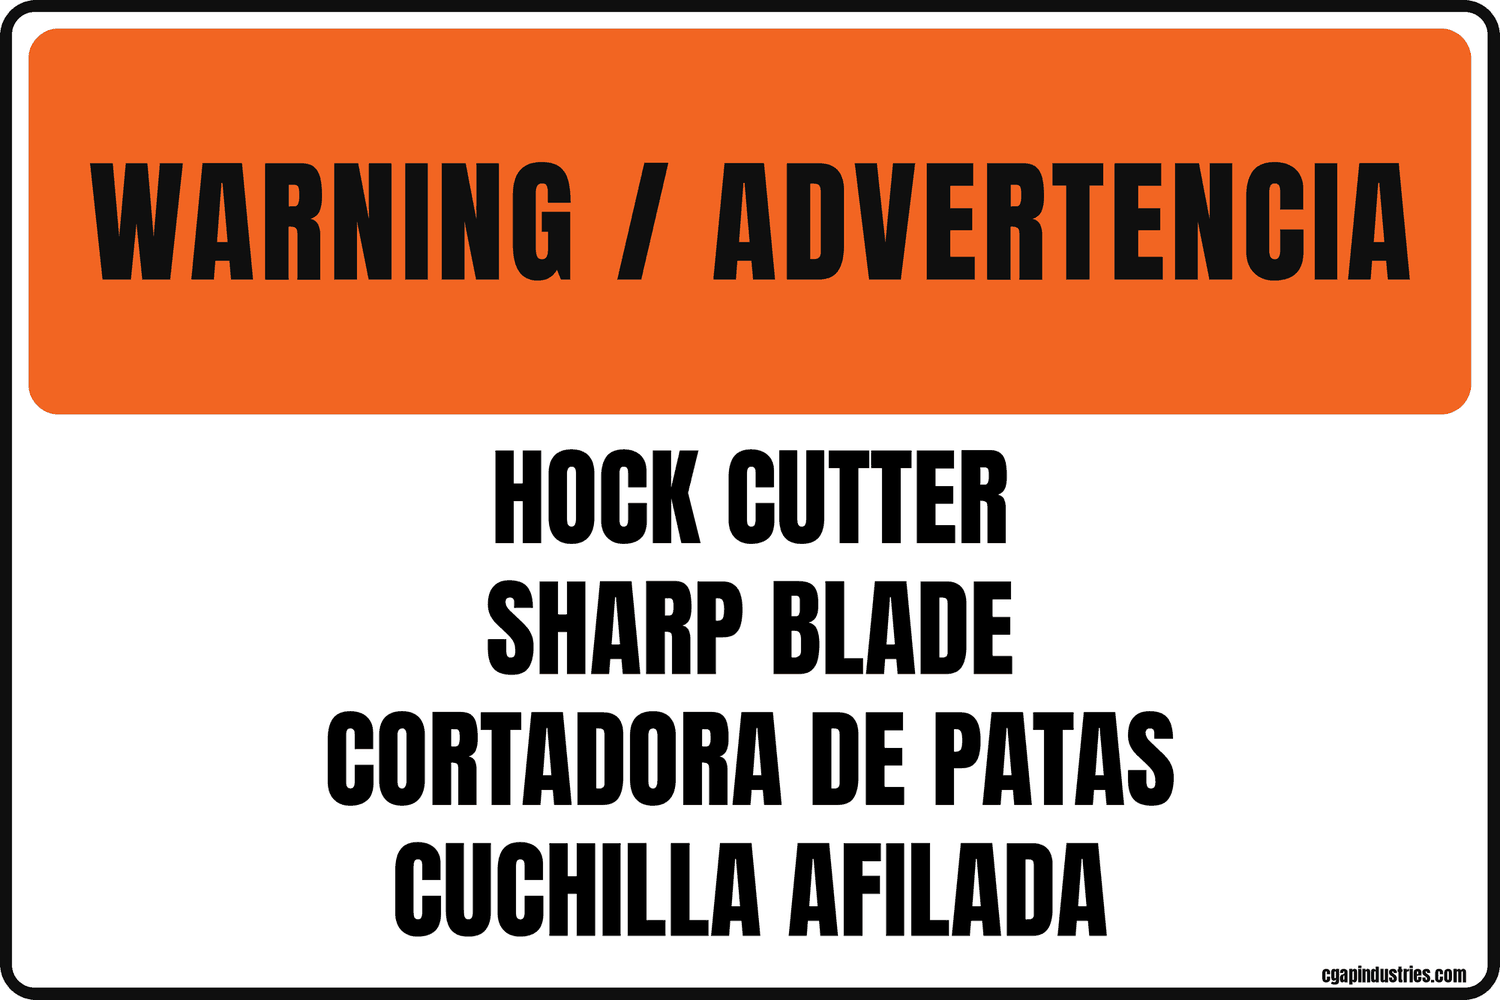 WARNING / ADVERTENCIA
HOCK CUTTER
SHARP BLADE
CORTADORA DE PATAS
CUCHILLA AFILADA
cgapindustries.com